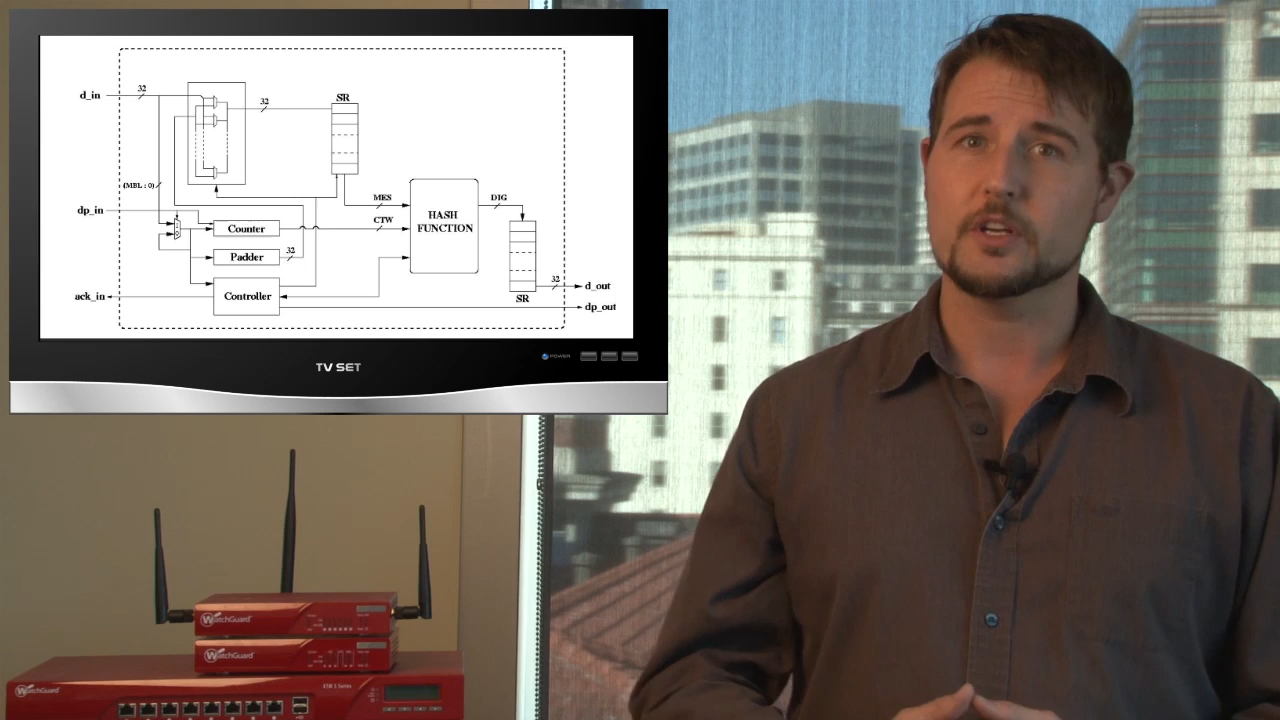 d_in
32
32
SR
(MBL : 0)
MES
DIG
dp_in
CTW
HASH
FUNCTION
Counter
Padder
32
ack_in
Controller
32
d_out
SR
dp_out
TV SET
POWER
WatchGuard
WatchGuard
WatchGuard